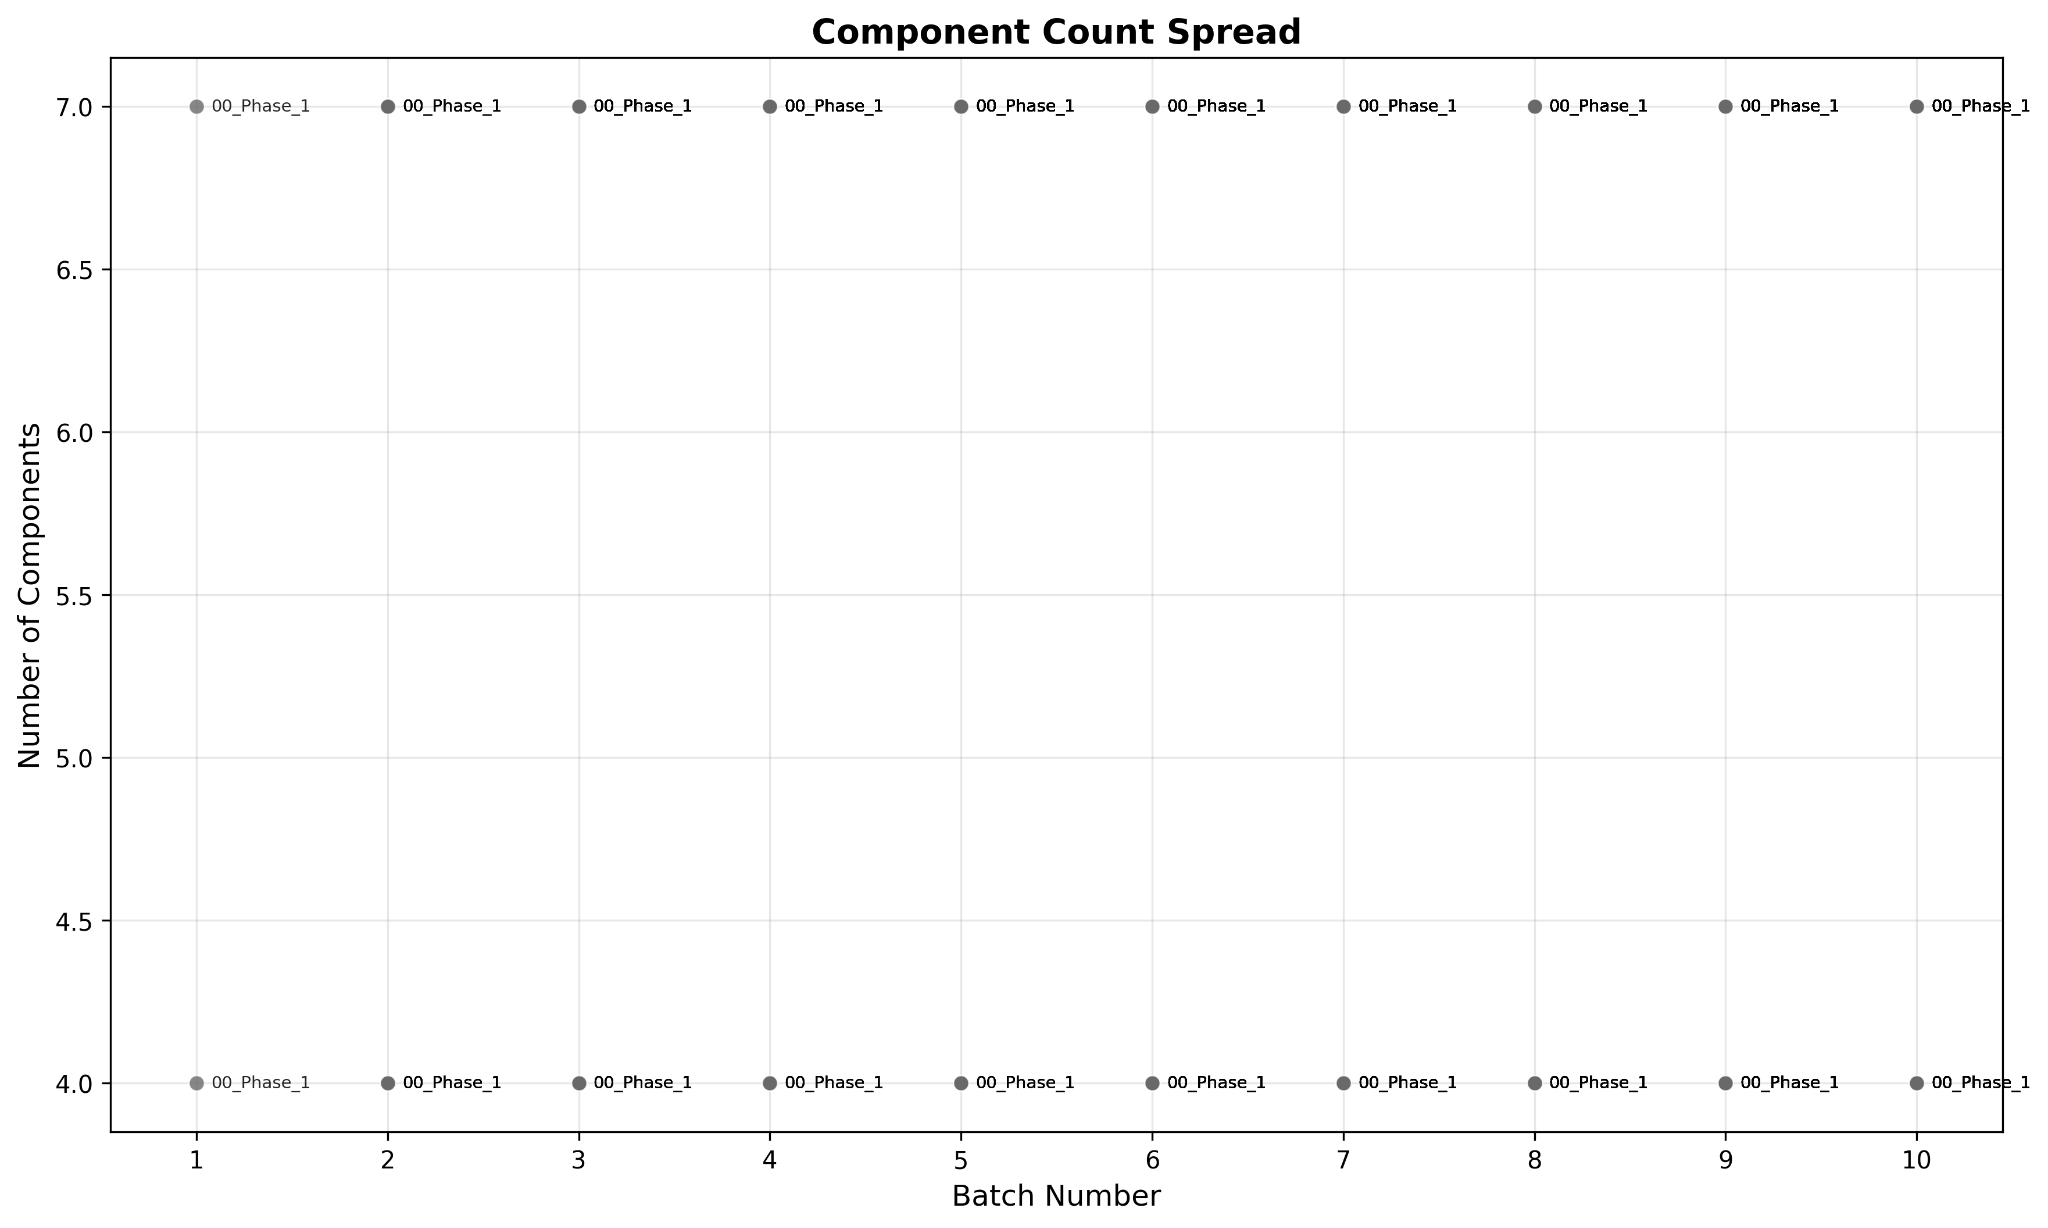 Component Count Spread
7.0
00_Phase_1 00_Phase_1 00_Phase_1 00_Phase_1 00_Phase_1 00_Phase_1 00_Phase_1 00_Phase_1 00_Phase_1 00_Phase_1
6.5
6.0
5.5
5.0
4.5
4.0
00_Phase_1 00_Phase_1 00_Phase_1 00_Phase_1 00_Phase_1 00_Phase_1 00_Phase_1 00_Phase_1 00_Phase_1 00_Phase_1
Number of Components
1 2 3 4 5 6 7 8 9 10
Batch Number